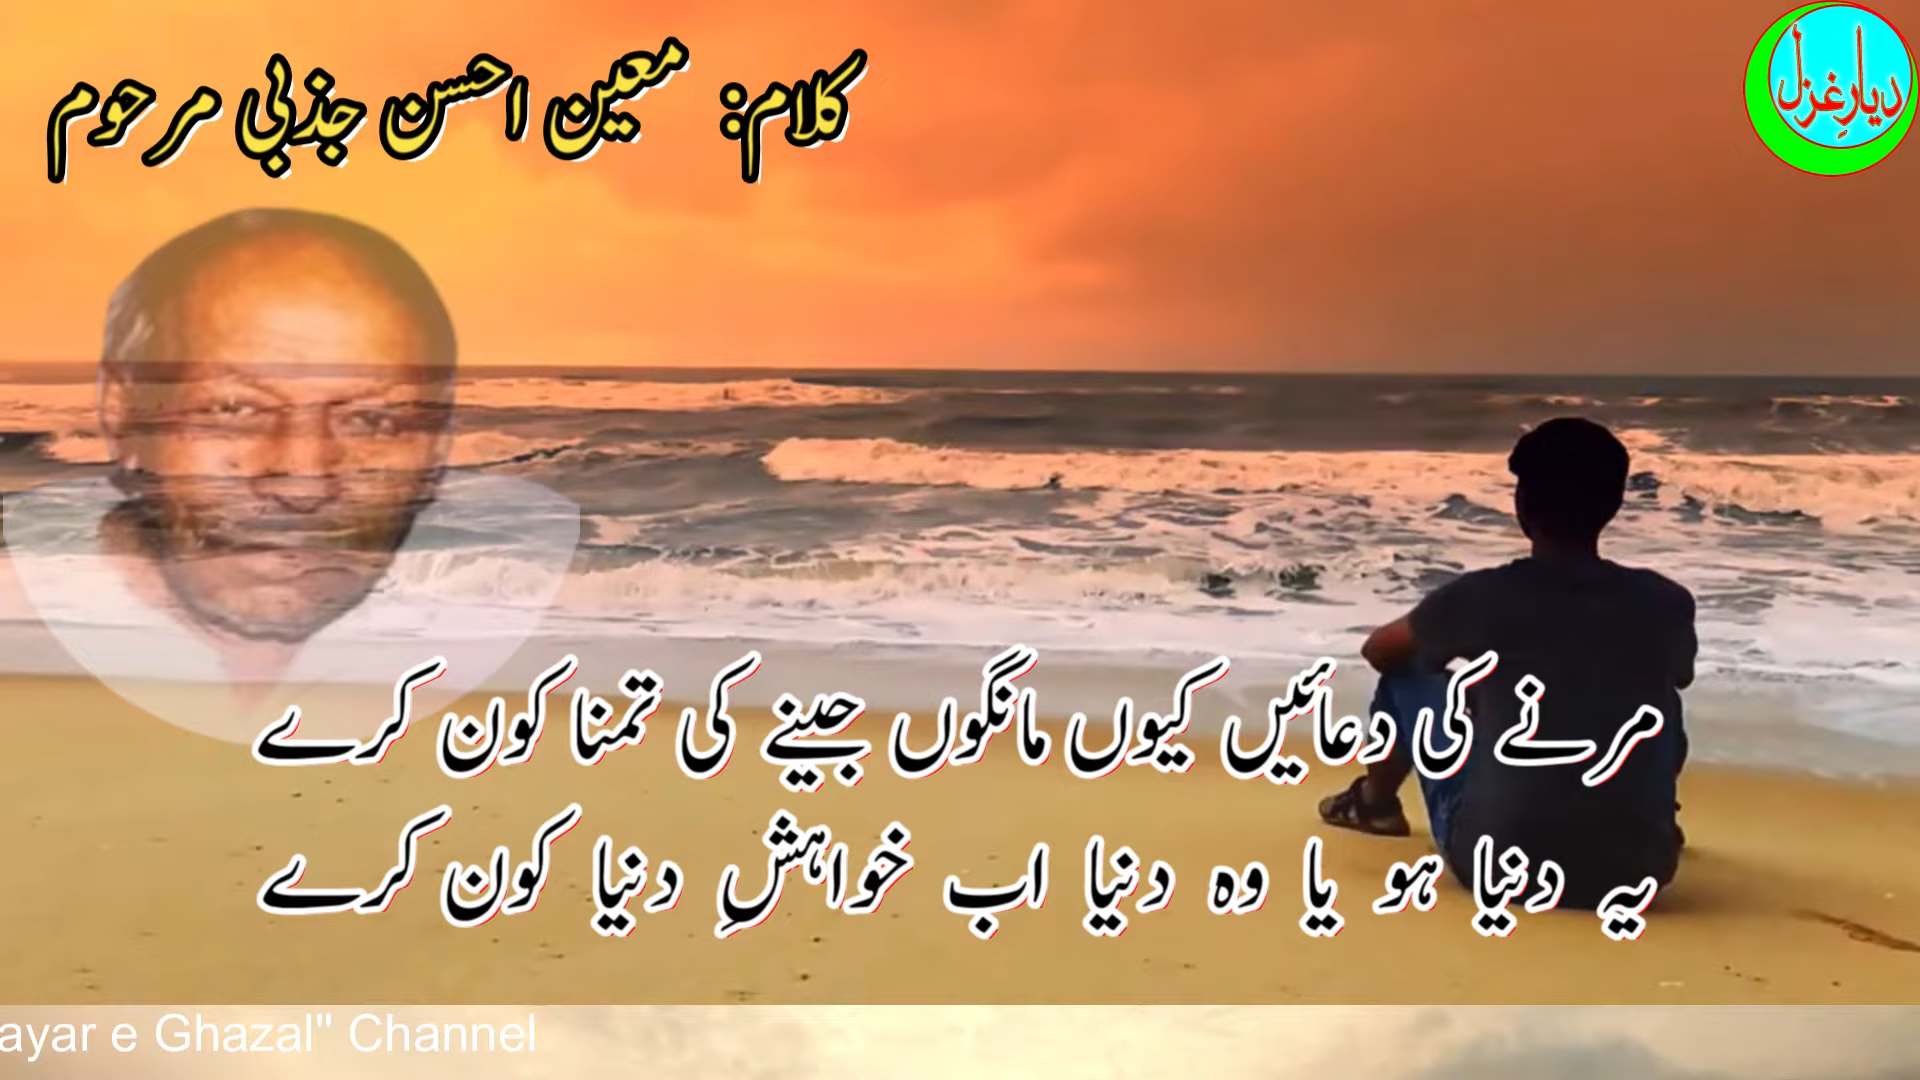 کلام: معین احسن جذبی مرحوم
دیارِغزل
مرنے کی دعائیں کیوں مانگوں جینے کی تمنا کون کرے
یہ دنیا ہو یا وہ دنیا اب خواہشِ دنیا کون کرے
ayar e Ghazal" Channel